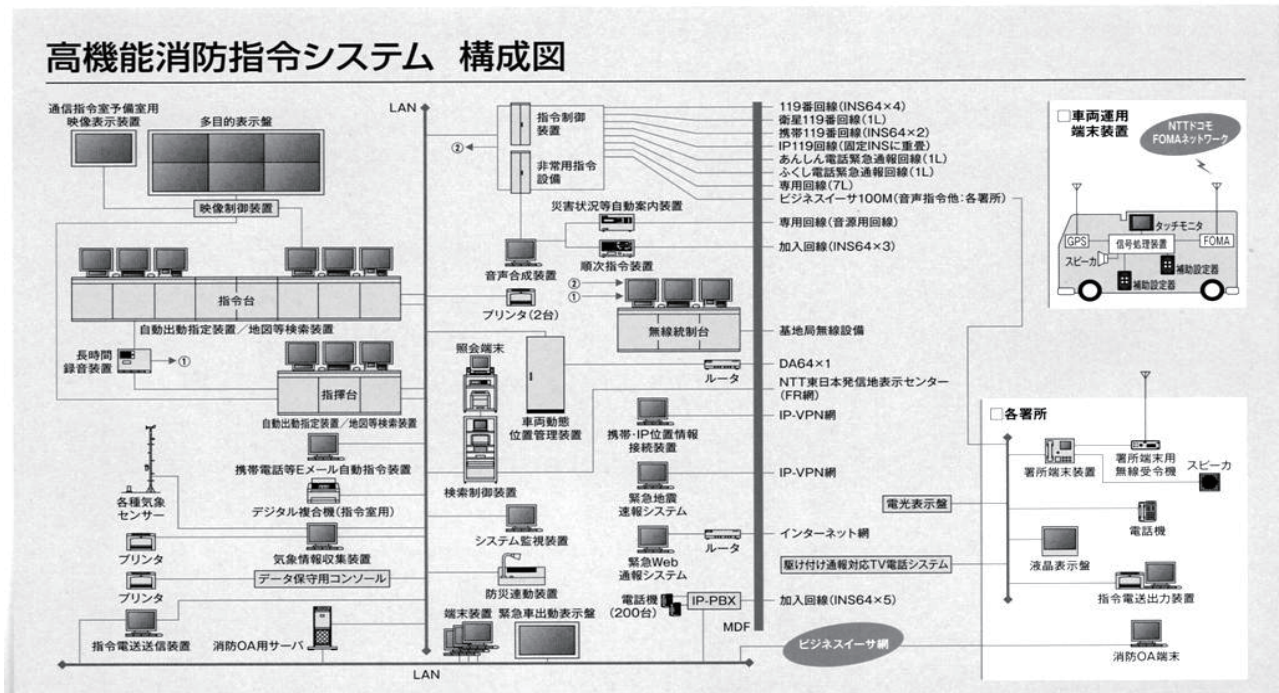 高機能消防指令システム 構成図
通信指令室予備室用
映像表示装置
多目的表示盤
LAN
映像制御装置
指令台
自動出動指定装置／地図等検索装置
長時間
録音装置
①
指揮台
自動出動指定装置／地図等検索装置
携帯電話等Eメール自動指令装置
各種気象
センサー
デジタル複合機(指令室用)
プリンタ
気象情報収集装置
データ保守用コンソール
プリンタ
指令電送送信装置
消防OA用サーバ
LAN
指令制御
装置
②
非常用指令
設備
災害状況等自動案内装置
音声合成装置
順次指令装置
プリンタ(2台)
②
①
無線統制台
照会端末
車両動態
位置管理装置
ルータ
携帯・IP位置情報
接続装置
検索制御装置
緊急地震
速報システム
システム監視装置
緊急Web
通報システム
ルータ
防災連動装置
電話機
(200台)
IP-PBX
端末装置
緊急車出動表示盤
MDF
119番回線(INS64×4)
衛星119番回線(1L)
携帯119番回線(INS64×2)
IP119回線(固定INSに重畳)
あんしん電話緊急通報回線(1L)
ふくし電話緊急通報回線(1L)
専用回線(7L)
ビジネスイーサ100M(音声指令他：各署所)
専用回線(音源用回線)
加入回線(INS64×3)
基地局無線設備
DA64×1
NTT東日本発信地表示センター
(FR網)
IP-VPN網
IP-VPN網
電光表示盤
インターネット網
駆け付け通報対応TV電話システム
加入回線(INS64×5)
ビジネスイーサ網
□車両運用
端末装置
NTTドコモ
FOMAネットワーク
タッチモニタ
GPS
信号処理装置
FOMA
スピーカ
補助設定器
補助設定器
□各署所
署所端末装置
署所端末用
無線受令機
スピーカ
電話機
液晶表示盤
指令電送出力装置
消防OA端末